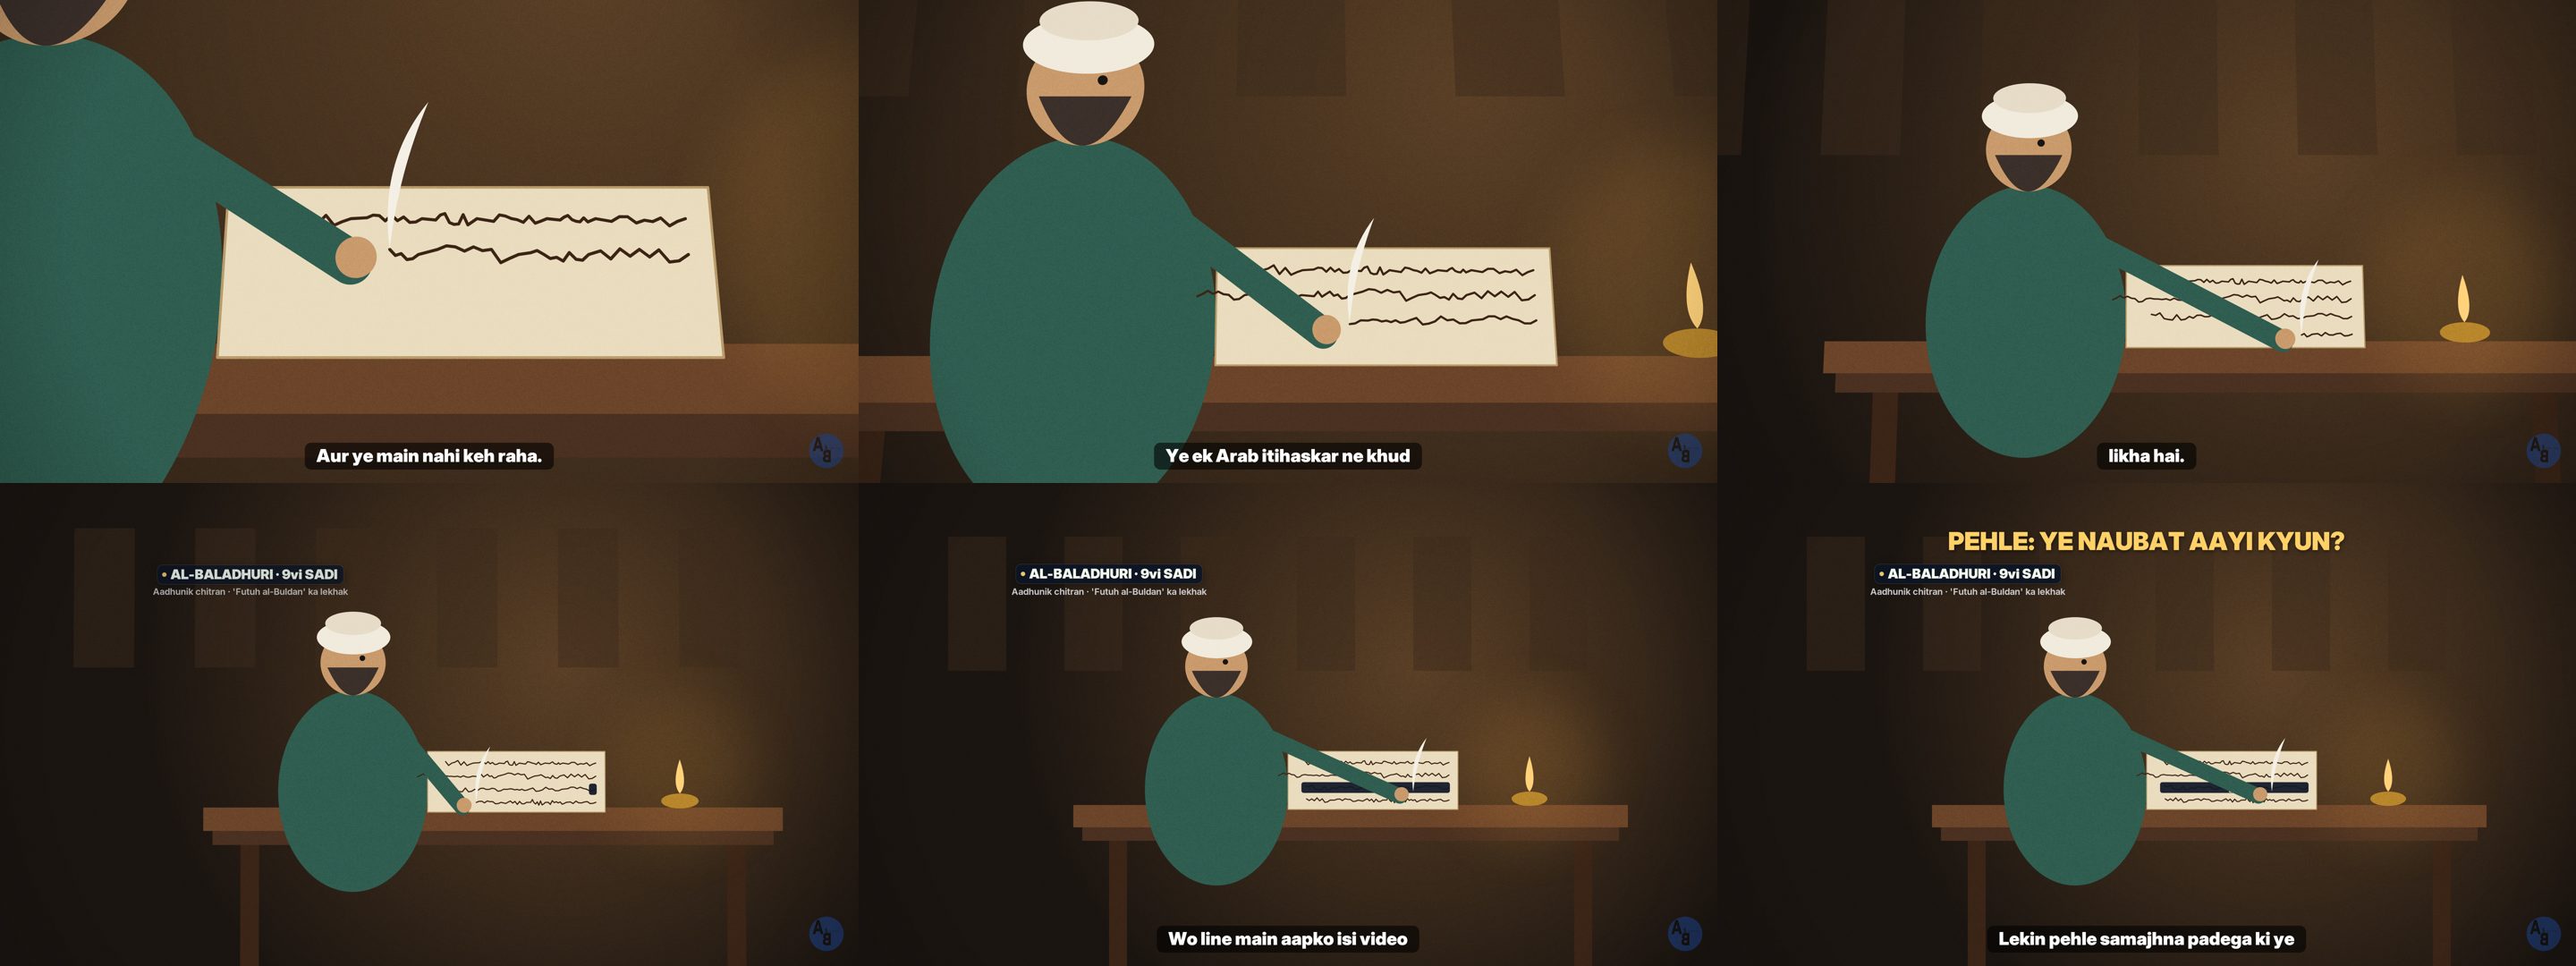 Aur ye main nahi keh raha.
A
B
Ye ek Arab itihaskar ne khud
A
B
likha hai.
A
B
• AL-BALADHURI · 9vi SADI
Aadhunik chitran · 'Futuh al-Buldan' ka lekhak
A
B
• AL-BALADHURI · 9vi SADI
Aadhunik chitran · 'Futuh al-Buldan' ka lekhak
Wo line main aapko isi video
A
B
PEHLE: YE NAUBAT AAYI KYUN?
• AL-BALADHURI · 9vi SADI
Aadhunik chitran · 'Futuh al-Buldan' ka lekhak
Lekin pehle samajhna padega ki ye
A
B